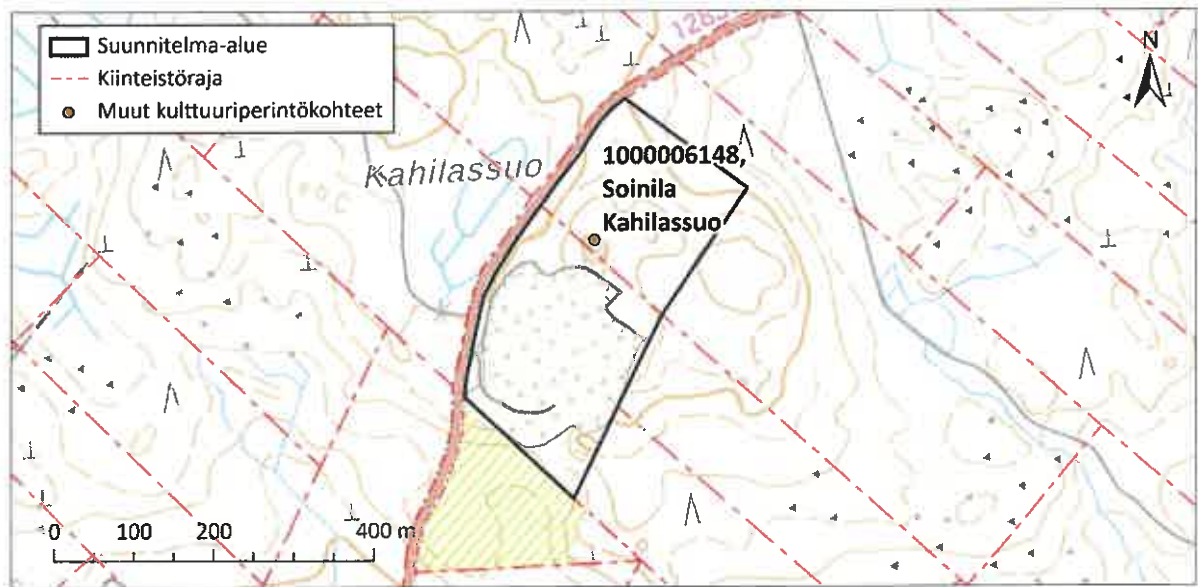 Suunnitelma-alue
Kiinteistöraja
Muut kulttuuriperintökohteet
N
Kahilassuo
1000006148,
Soinila
Kahilassuo
0 100 200 400 m